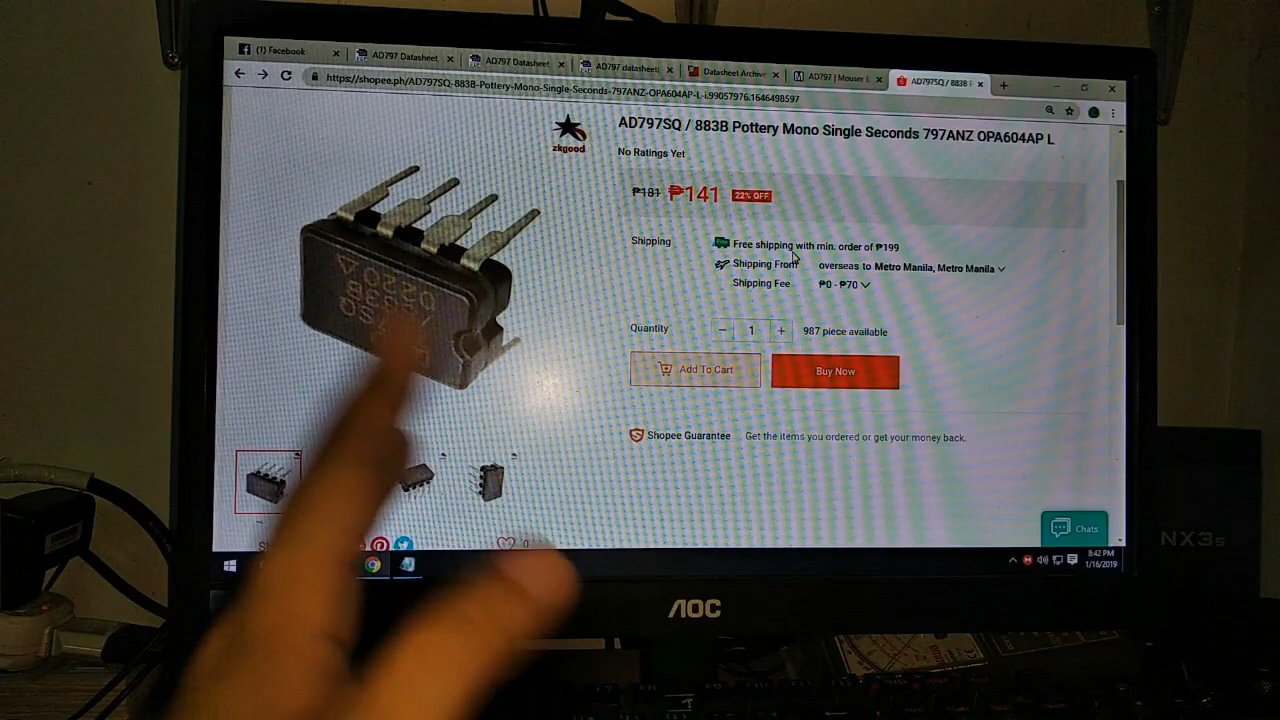 (1) Facebook
AD797 Datasheet
AD797 Datasheet
AD797 datasheet
Datasheet Archive
AD797 | Mouser
AD797SQ / 883B
https://shopee.ph/AD797SQ-883B-Pottery-Mono-Single-Seconds-797ANZ-OPA604AP-L-i.99057976.1646498597
zkgood
AD797SQ / 883B Pottery Mono Single Seconds 797ANZ OPA604AP L
No Ratings Yet
₱181 ₱141 22% OFF
Shipping
Free shipping with min. order of ₱199
Shipping From overseas to Metro Manila, Metro Manila
Shipping Fee ₱0 - ₱70
Quantity − 1 + 987 piece available
Add To Cart
Buy Now
Shopee Guarantee Get the items you ordered or get your money back.
0
Chats
8:42 PM
1/16/2019
AOC
NX3s